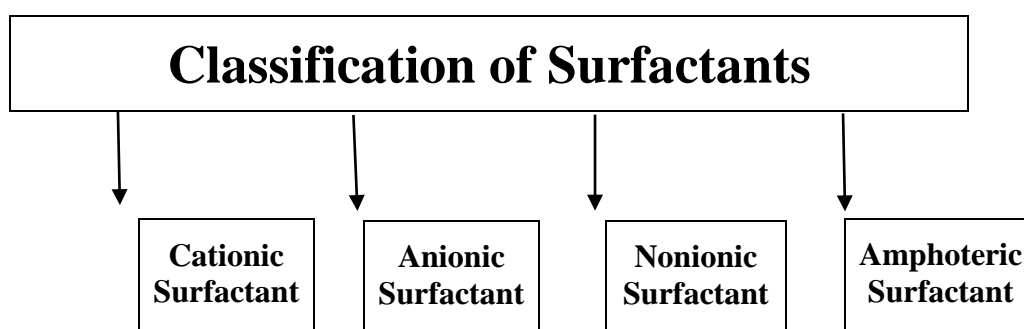 Classification of Surfactants
Cationic
Surfactant
Anionic
Surfactant
Nonionic
Surfactant
Amphoteric
Surfactant